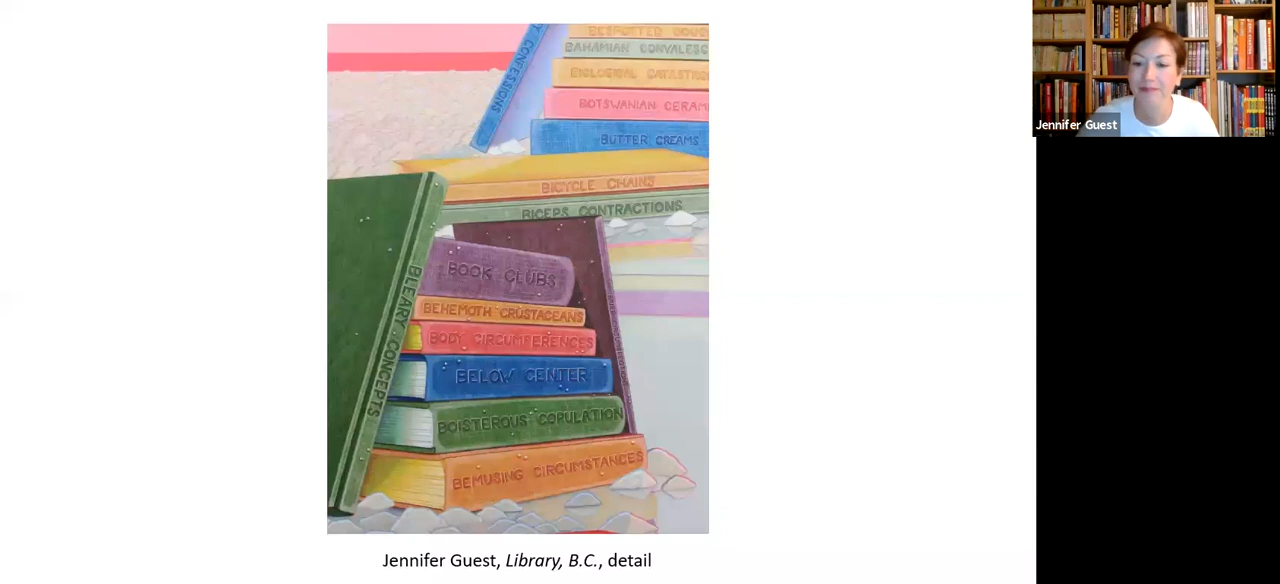 CONFESSIONS
BAHAMIAN CONVALESC
BIOLOGICAL CATASTRO
BOTSWANIAN CERAM
BUTTER CREAMS
BICYCLE CHAINS
BICEPS CONTRACTIONS
BLEARY CONCEPTS
BOOK CLUBS
BEHEMOTH CRUSTACEANS
BODY CIRCUMFERENCES
BELOW CENTER
BOISTEROUS COPULATION
BEMUSING CIRCUMSTANCES
Jennifer Guest, Library, B.C., detail
Jennifer Guest